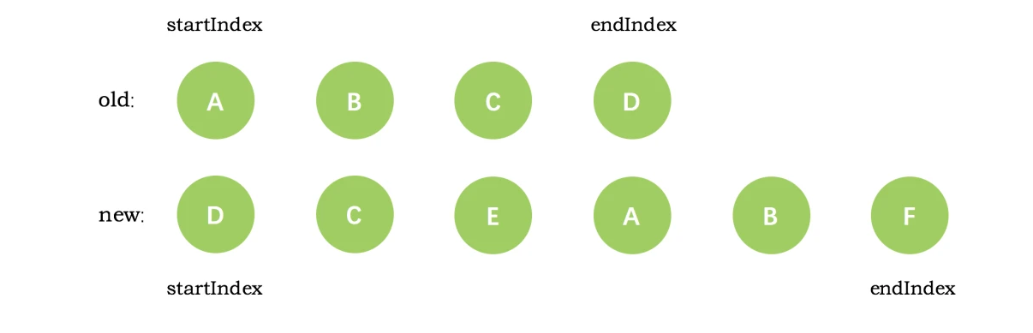 startIndex endIndex
old: A B C D
new: D C E A B F
startIndex endIndex